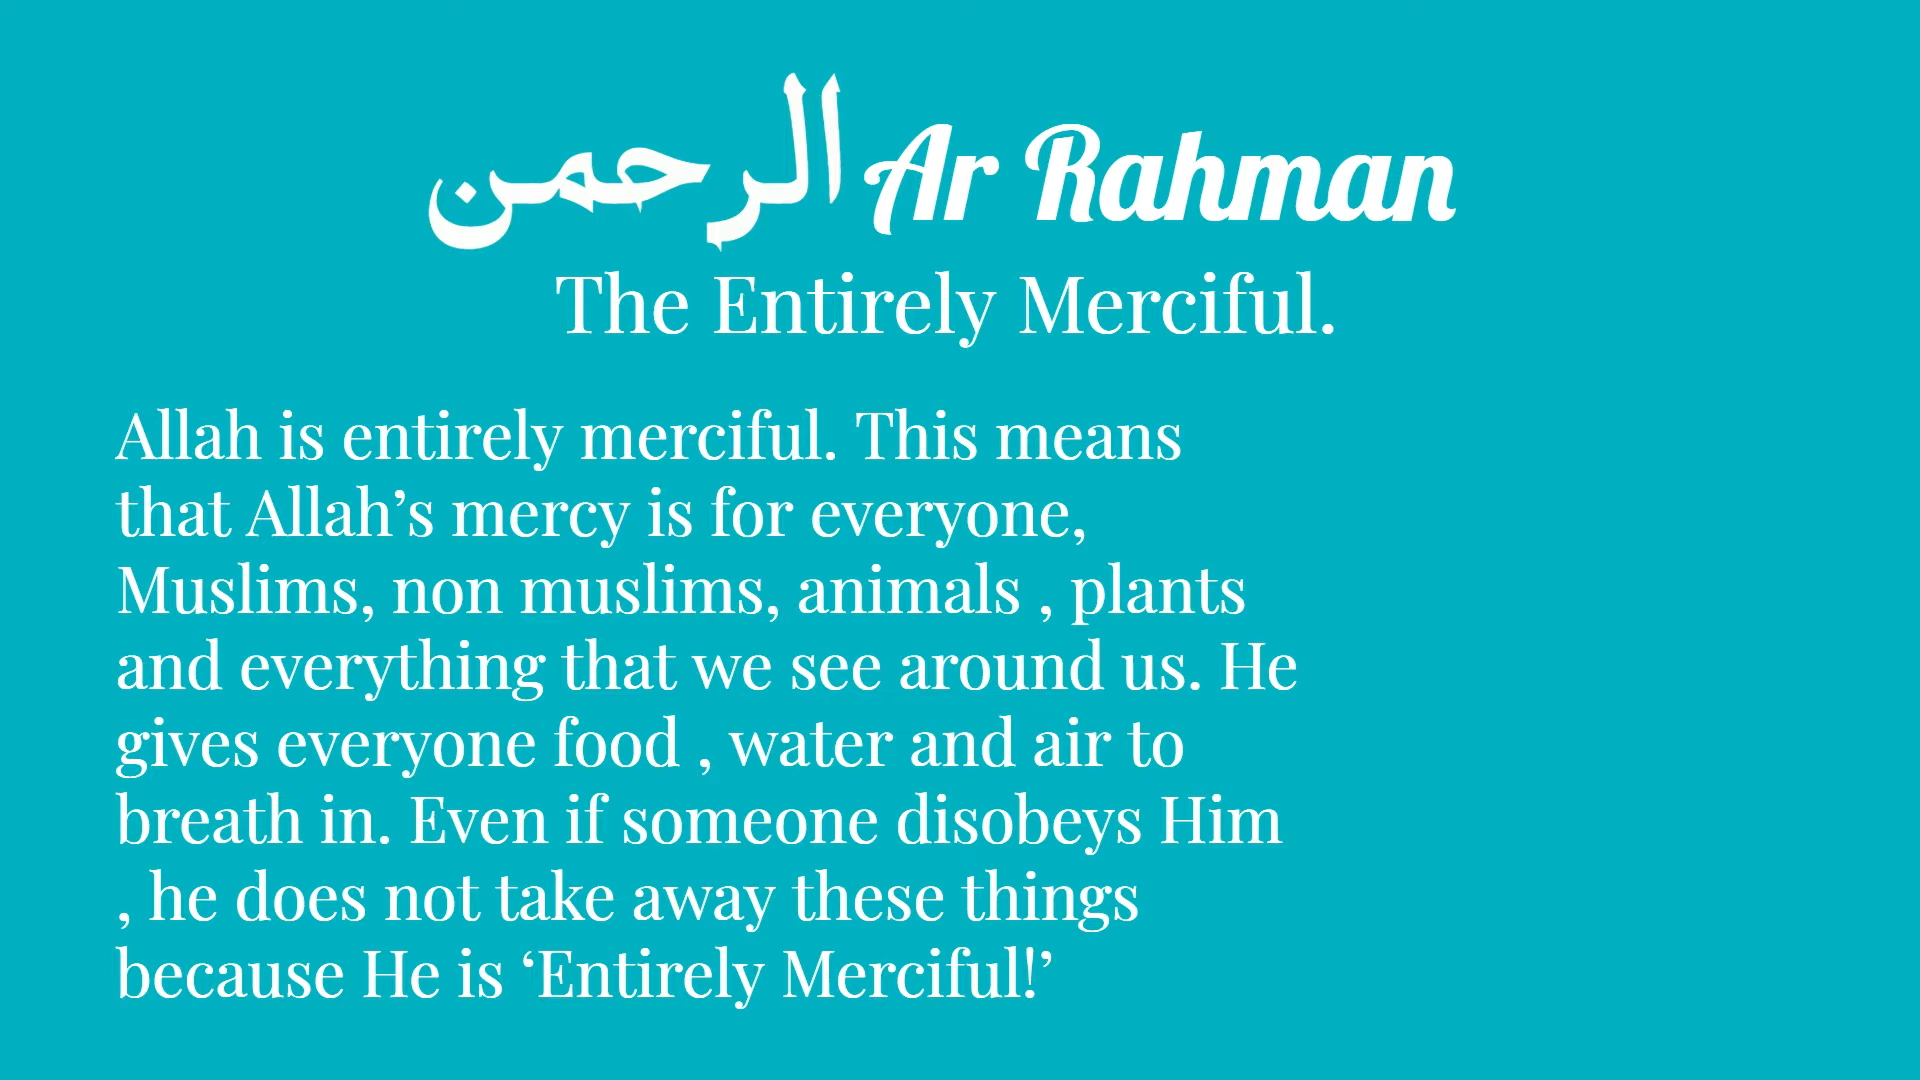 الرحمن Ar Rahman
The Entirely Merciful.
Allah is entirely merciful. This means
that Allah’s mercy is for everyone,
Muslims, non muslims, animals , plants
and everything that we see around us. He
gives everyone food , water and air to
breath in. Even if someone disobeys Him
, he does not take away these things
because He is ‘Entirely Merciful!’